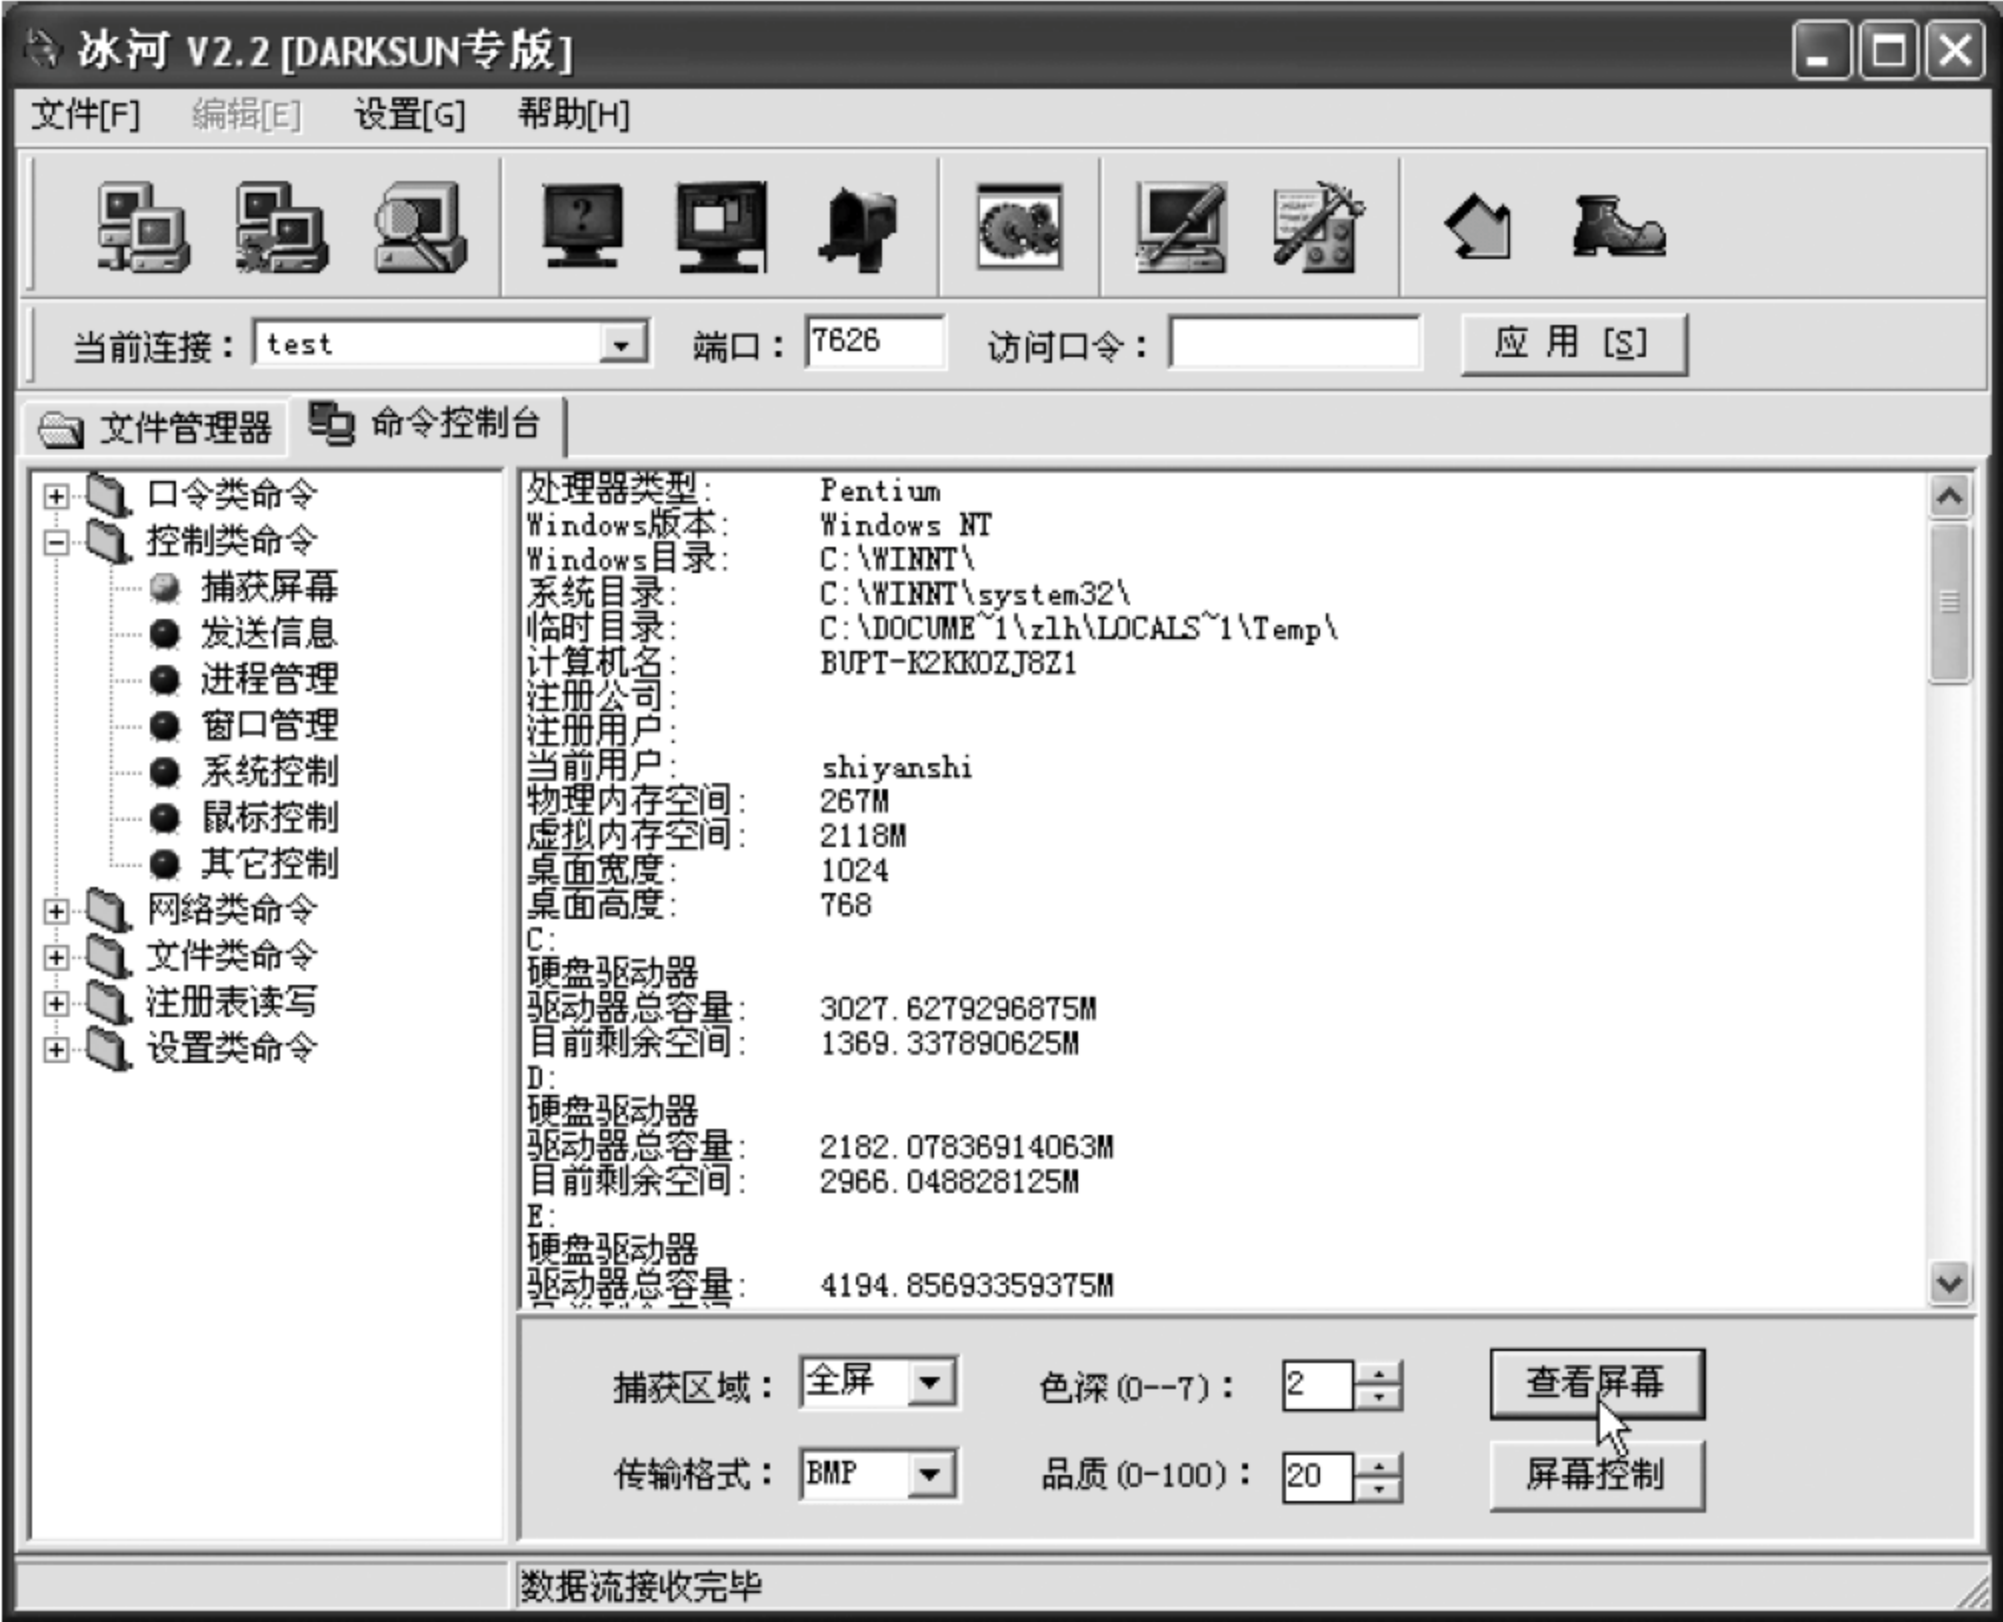 冰河 V2.2 [DARKSUN专版]
文件[F] 编辑[E] 设置[G] 帮助[H]
?
当前连接： test 端口： 7626 访问口令： 应 用 [S]
文件管理器 命令控制台
口令类命令
控制类命令
捕获屏幕
发送信息
进程管理
窗口管理
系统控制
鼠标控制
其它控制
网络类命令
文件类命令
注册表读写
设置类命令
处理器类型: Pentium
Windows版本: Windows NT
Windows目录: C:\WINNT\
系统目录: C:\WINNT\system32\
临时目录: C:\DOCUME~1\zlh\LOCALS~1\Temp\
计算机名: BUPT-K2KKOZJ8Z1
注册公司:
注册用户:
当前用户: shiyanshi
物理内存空间: 267M
虚拟内存空间: 2118M
桌面宽度: 1024
桌面高度: 768
C:
硬盘驱动器
驱动器总容量: 3027.6279296875M
目前剩余空间: 1369.337890625M
D:
硬盘驱动器
驱动器总容量: 2182.07836914063M
目前剩余空间: 2966.048828125M
E:
硬盘驱动器
驱动器总容量: 4194.85693359375M
捕获区域： 全屏 色深(0--7)： 2 查看屏幕
传输格式： BMP 品质(0-100)： 20 屏幕控制
数据流接收完毕